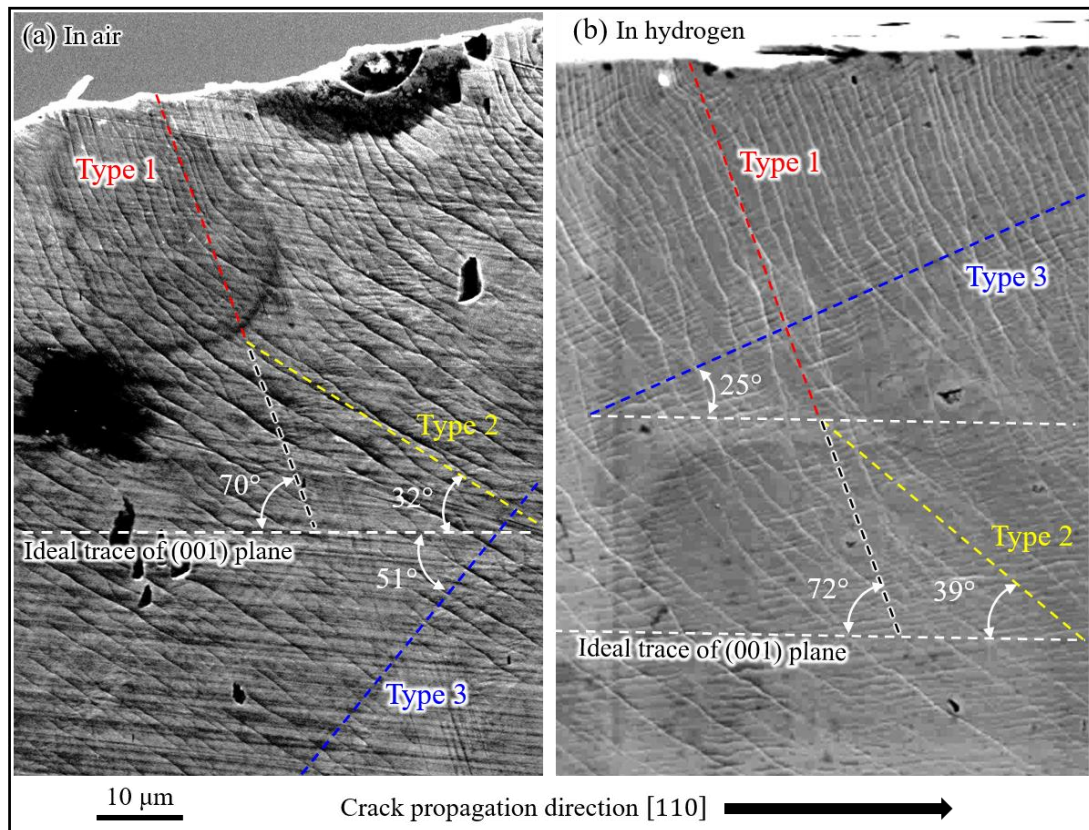 (a) In air
Type 1
Type 2
70°
32°
Ideal trace of (001) plane
51°
Type 3
(b) In hydrogen
Type 1
Type 3
25°
Type 2
72°
39°
Ideal trace of (001) plane
10 μm
Crack propagation direction [110]